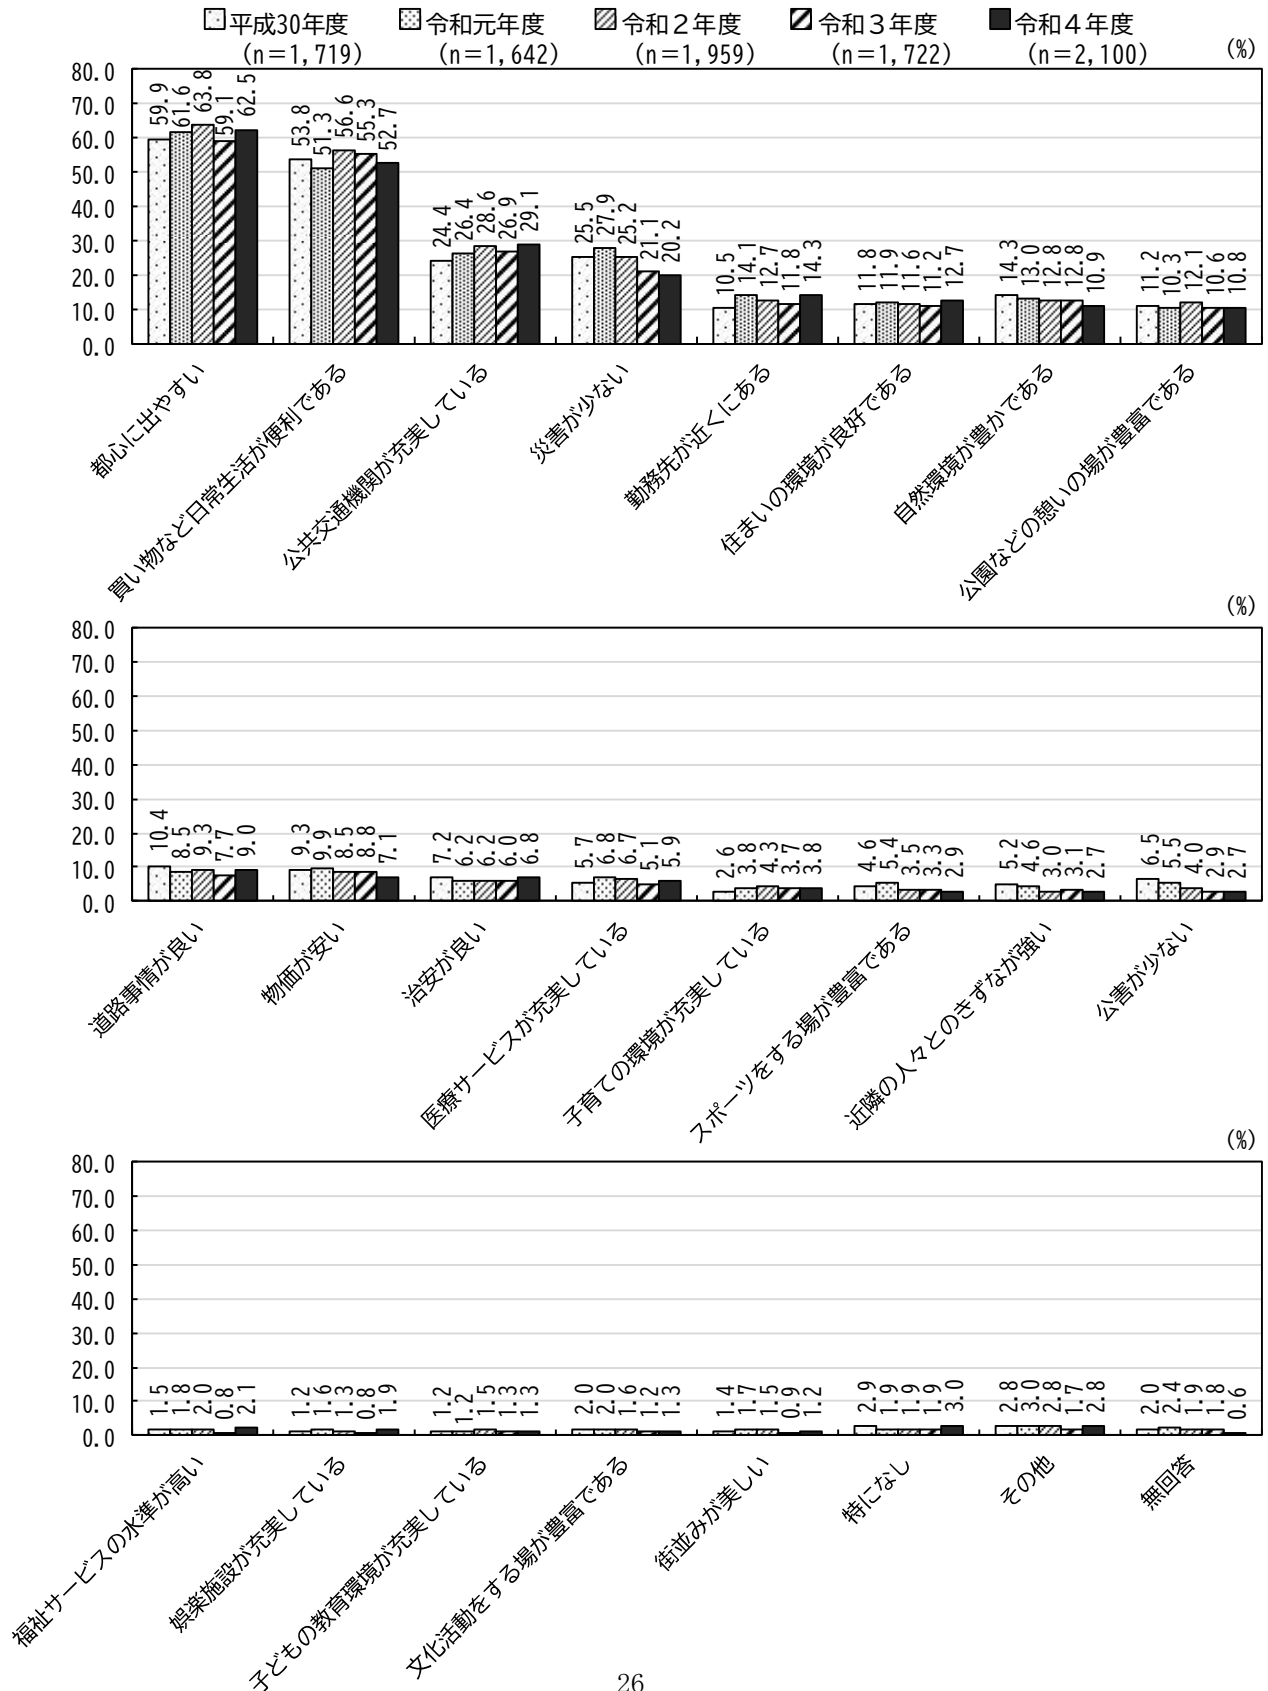 平成30年度 令和元年度 令和２年度 令和３年度 令和４年度
(n＝1,719) (n＝1,642) (n＝1,959) (n＝1,722) (n＝2,100)
(%)
80.0
70.0
60.0
50.0
40.0
30.0
20.0
10.0
0.0
59.9 61.6 63.8 59.1 62.5
53.8 51.3 56.6 55.3 52.7
24.4 26.4 28.6 26.9 29.1
25.5 27.9 25.2 21.1 20.2
10.5 14.1 12.7 11.8 14.3
11.8 11.9 11.6 11.2 12.7
14.3 13.0 12.8 12.8 10.9
11.2 10.3 12.1 10.6 10.8
都心に出やすい
買い物など日常生活が便利である
公共交通機関が充実している
災害が少ない
勤務先が近くにある
住まいの環境が良好である
自然環境が豊かである
公園などの憩いの場が豊富である
(%)
80.0
70.0
60.0
50.0
40.0
30.0
20.0
10.0
0.0
10.4 8.5 9.3 7.7 9.0
9.3 9.9 8.5 8.8 7.1
7.2 6.2 6.2 6.0 6.8
5.7 6.8 6.7 5.1 5.9
2.6 3.8 4.3 3.7 3.8
4.6 5.4 3.5 3.3 2.9
5.2 4.6 3.0 3.1 2.7
6.5 5.5 4.0 2.9 2.7
道路事情が良い
物価が安い
治安が良い
医療サービスが充実している
子育ての環境が充実している
スポーツをする場が豊富である
近隣の人々とのきずなが強い
公害が少ない
(%)
80.0
70.0
60.0
50.0
40.0
30.0
20.0
10.0
0.0
1.5 1.8 2.0 0.8 2.1
1.2 1.6 1.3 0.8 1.9
1.2 1.2 1.5 1.3 1.3
2.0 2.0 1.6 1.2 1.3
1.4 1.7 1.5 0.9 1.2
2.9 1.9 1.9 1.9 3.0
2.8 3.0 2.8 1.7 2.8
2.0 2.4 1.9 1.8 0.6
福祉サービスの水準が高い
娯楽施設が充実している
子どもの教育環境が充実している
文化活動をする場が豊富である
街並みが美しい
特になし
その他
無回答
26